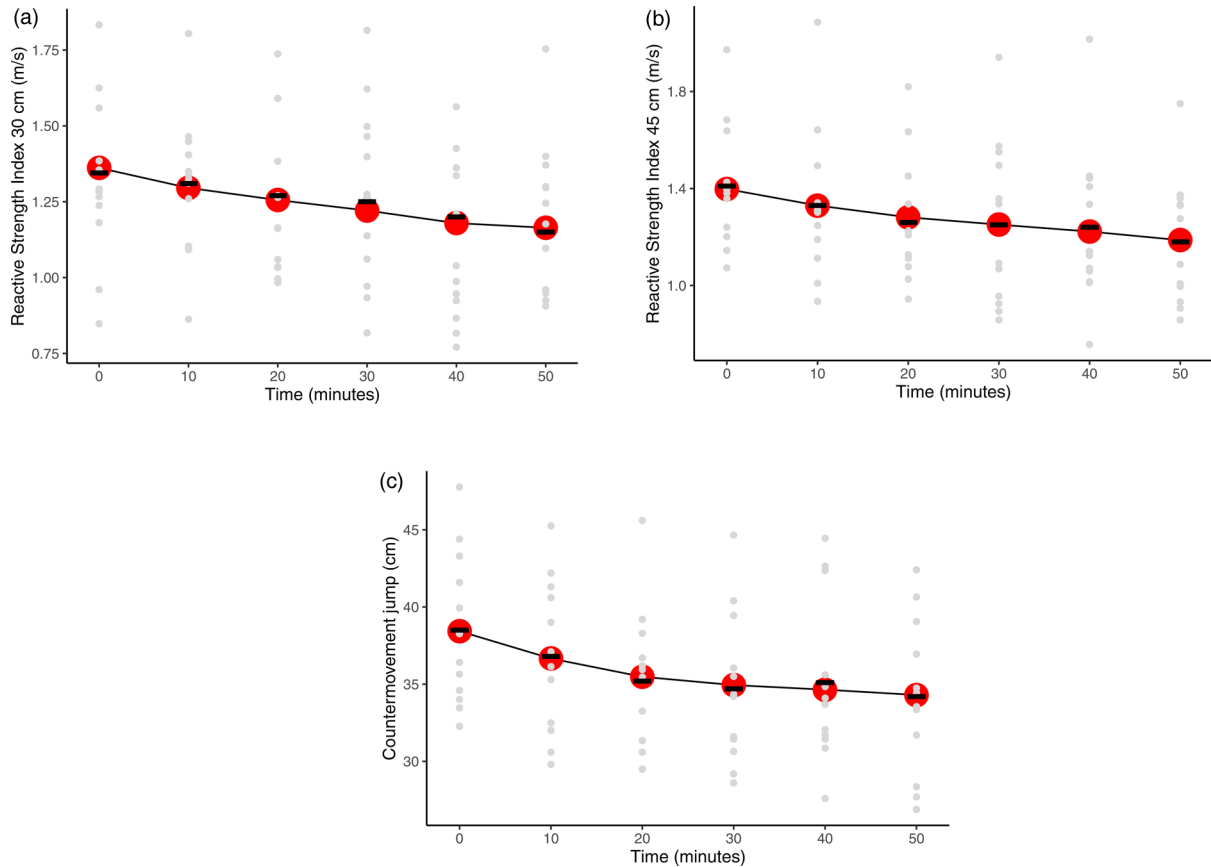 (a)
Reactive Strength Index 30 cm (m/s)
1.75
1.50
1.25
1.00
0.75
0 10 20 30 40 50
Time (minutes)
(b)
Reactive Strength Index 45 cm (m/s)
1.8
1.4
1.0
0 10 20 30 40 50
Time (minutes)
(c)
Countermovement jump (cm)
45
40
35
30
0 10 20 30 40 50
Time (minutes)